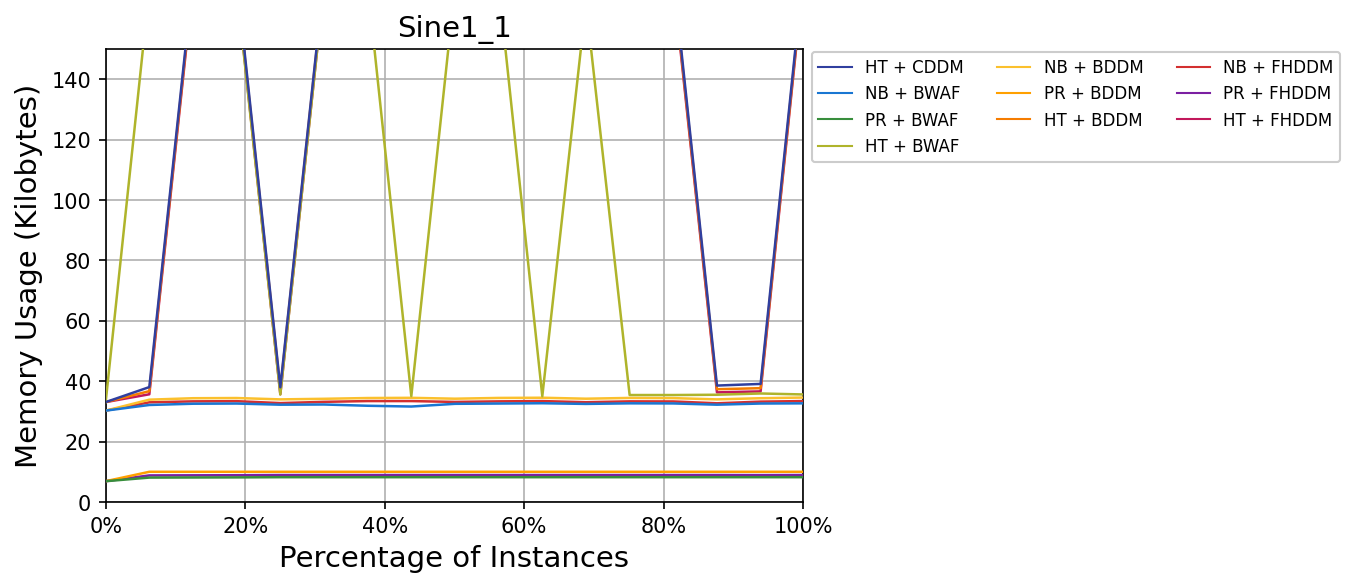 Sine1_1
Memory Usage (Kilobytes)
140
120
100
80
60
40
20
0
0% 20% 40% 60% 80% 100%
Percentage of Instances
HT + CDDM NB + BDDM NB + FHDDM
NB + BWAF PR + BDDM PR + FHDDM
PR + BWAF HT + BDDM HT + FHDDM
HT + BWAF